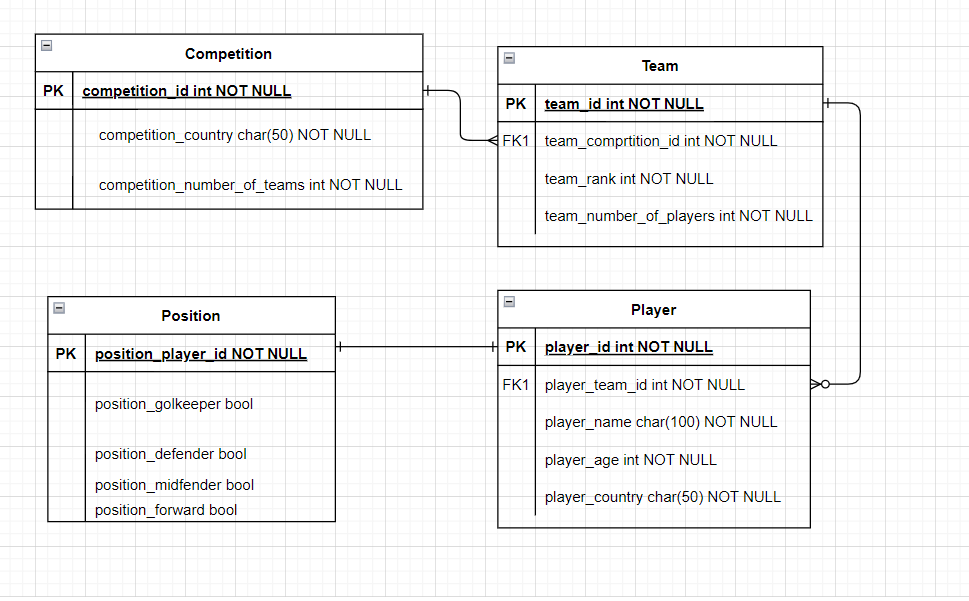 Competition
PK competition_id int NOT NULL
competition_country char(50) NOT NULL
competition_number_of_teams int NOT NULL
Team
PK team_id int NOT NULL
FK1 team_comprtition_id int NOT NULL
team_rank int NOT NULL
team_number_of_players int NOT NULL
Position
PK position_player_id NOT NULL
position_golkeeper bool
position_defender bool
position_midfender bool
position_forward bool
Player
PK player_id int NOT NULL
FK1 player_team_id int NOT NULL
player_name char(100) NOT NULL
player_age int NOT NULL
player_country char(50) NOT NULL